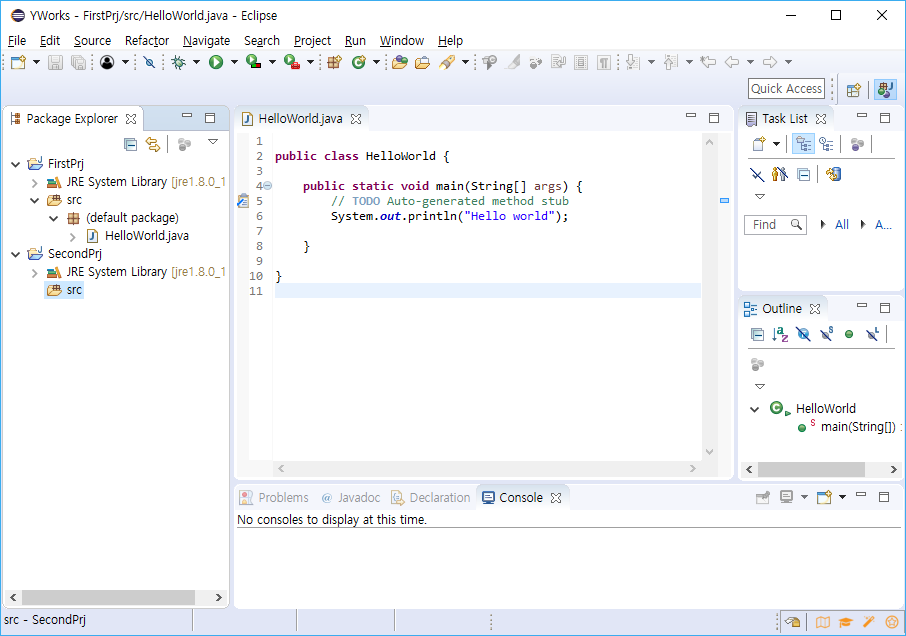 YWorks - FirstPrj/src/HelloWorld.java - Eclipse
File Edit Source Refactor Navigate Search Project Run Window Help
Quick Access
Package Explorer
FirstPrj
JRE System Library [jre1.8.0_1
src
(default package)
HelloWorld.java
SecondPrj
JRE System Library [jre1.8.0_1
src
HelloWorld.java
1
2 public class HelloWorld {
3
4 public static void main(String[] args) {
5 // TODO Auto-generated method stub
6 System.out.println("Hello world");
7
8 }
9
10 }
11
Task List
Find All A...
Outline
HelloWorld
main(String[]) :
Problems @ Javadoc Declaration Console
No consoles to display at this time.
src - SecondPrj